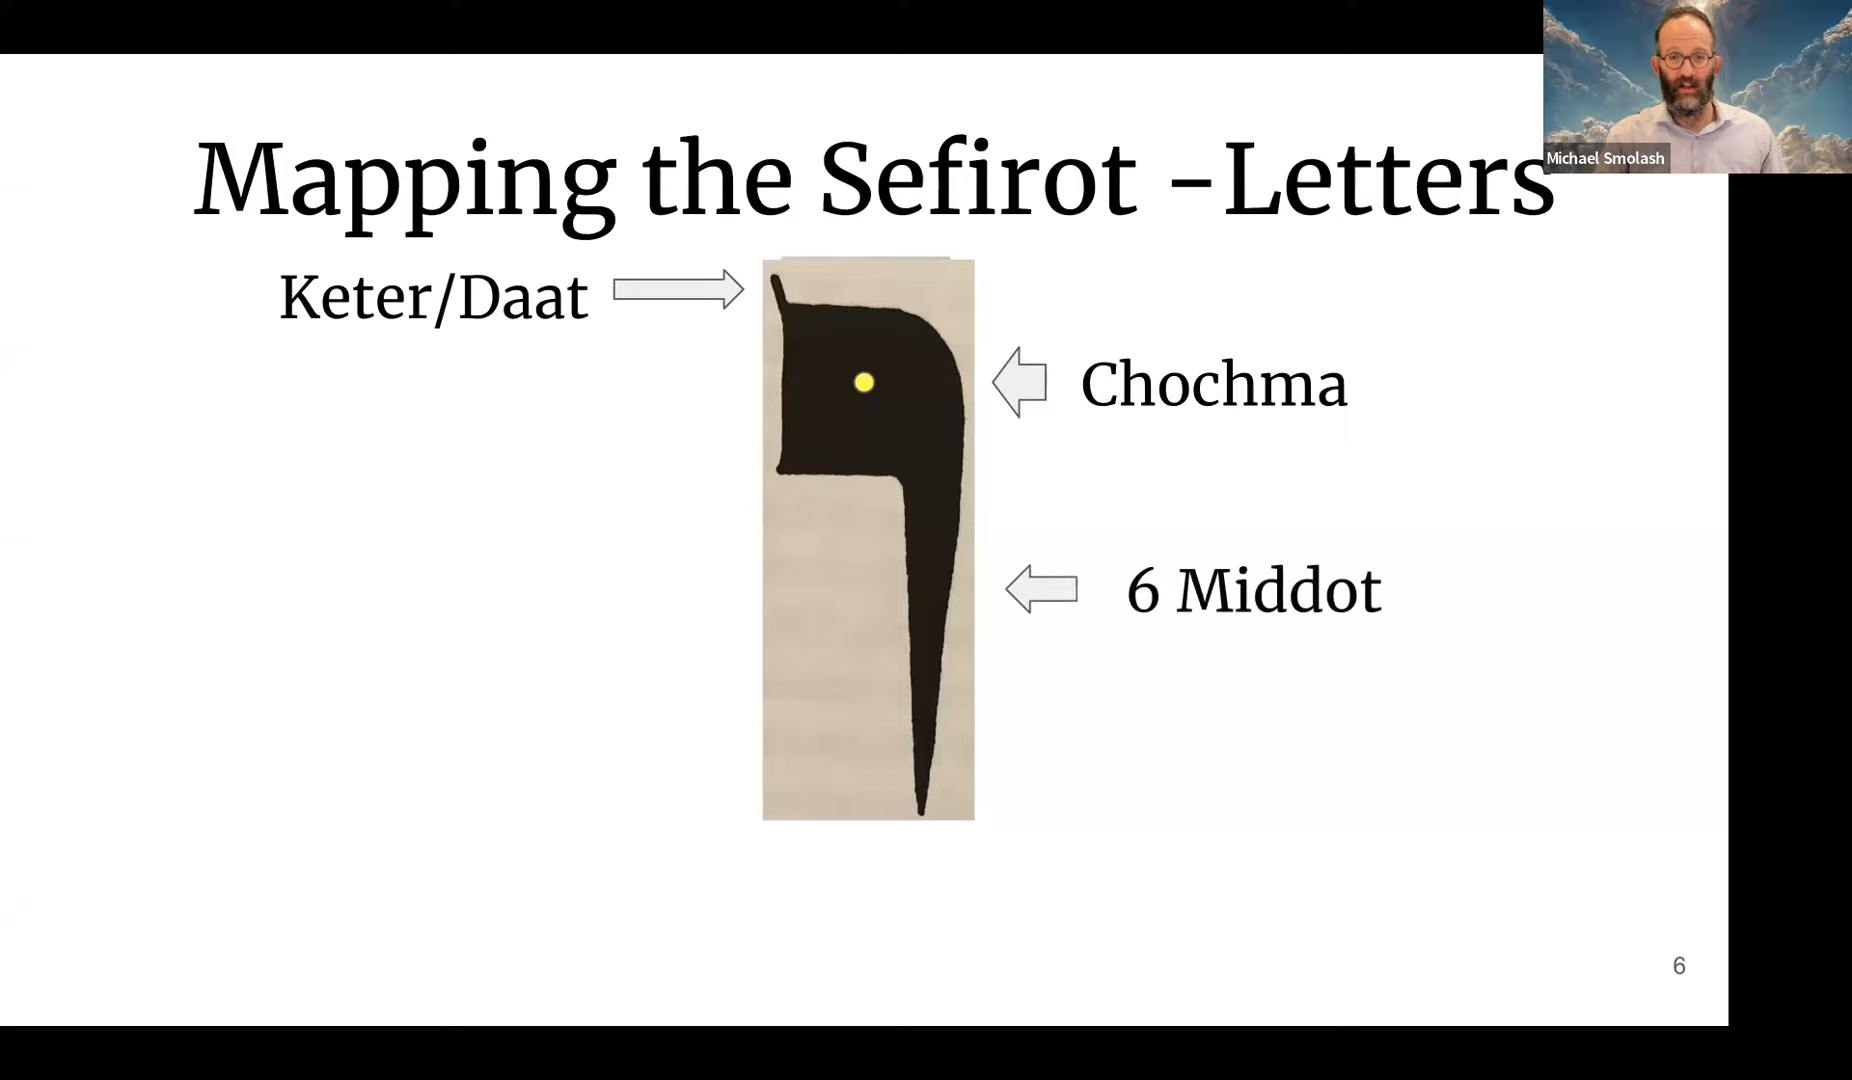 Michael Smolash
Mapping the Sefirot -Letters
Keter/Daat
Chochma
6 Middot
6